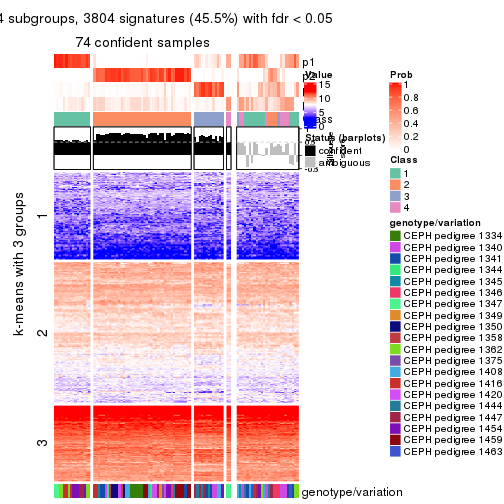 4 subgroups, 3804 signatures (45.5%) with fdr < 0.05
74 confident samples
p1
Value
15
10
5
0
Class
Status (barplots)
confident
ambiguous
k-means with 3 groups
1
2
3
genotype/variation
Prob
1
0.8
0.6
0.4
0.2
0
Class
1
2
3
4
genotype/variation
CEPH pedigree 1334
CEPH pedigree 1340
CEPH pedigree 1341
CEPH pedigree 1344
CEPH pedigree 1345
CEPH pedigree 1346
CEPH pedigree 1347
CEPH pedigree 1349
CEPH pedigree 1350
CEPH pedigree 1358
CEPH pedigree 1362
CEPH pedigree 1375
CEPH pedigree 1408
CEPH pedigree 1416
CEPH pedigree 1420
CEPH pedigree 1444
CEPH pedigree 1447
CEPH pedigree 1454
CEPH pedigree 1459
CEPH pedigree 1463